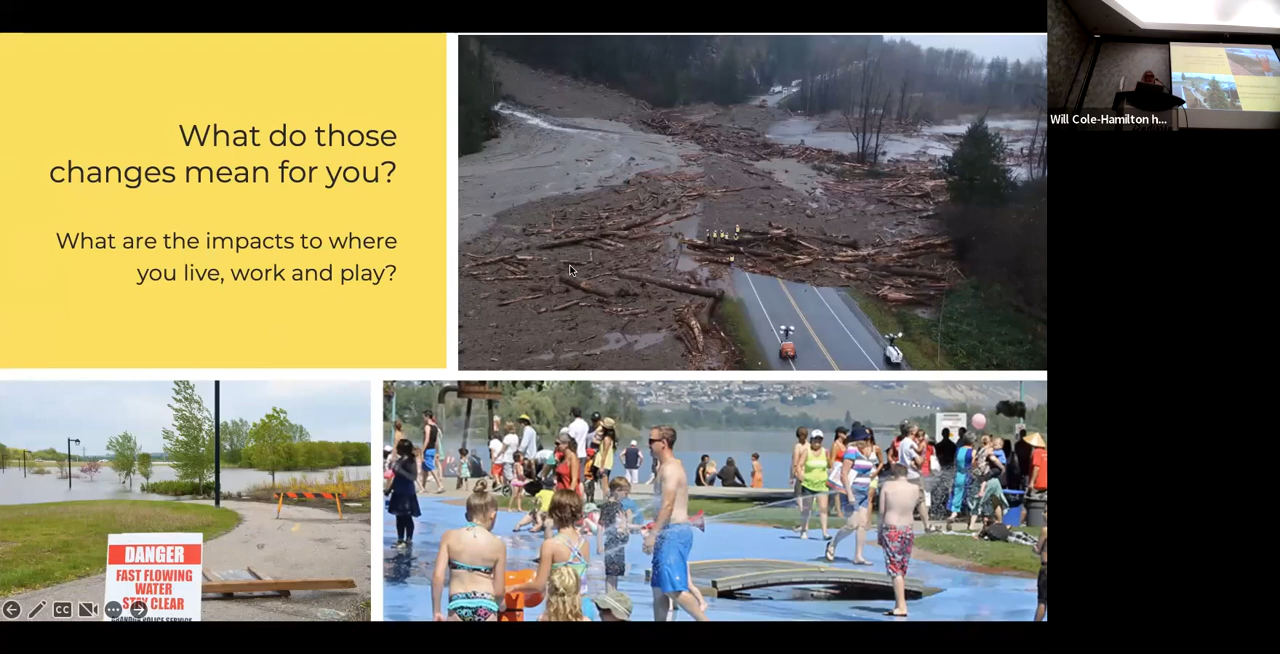 What do those
changes mean for you?
What are the impacts to where
you live, work and play?
Will Cole-Hamilton h...
DANGER
FAST FLOWING
WATER
STAY CLEAR
CC